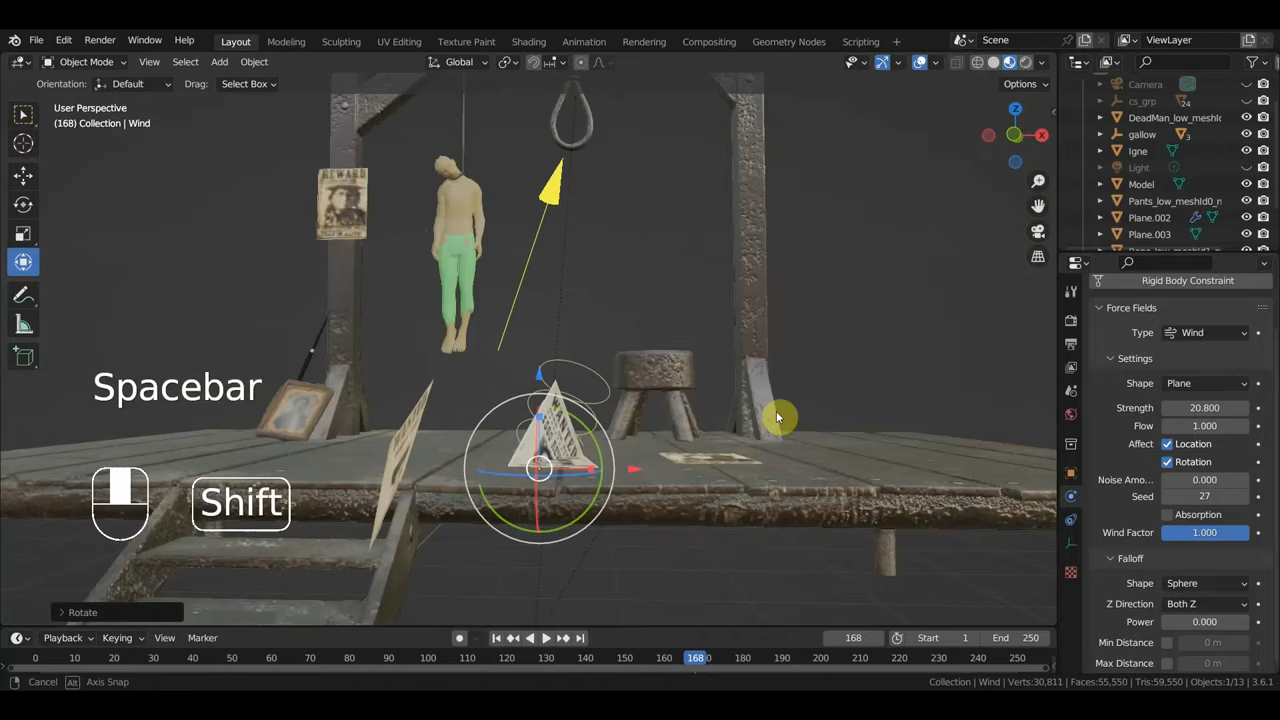 File Edit Render Window Help Layout Modeling Sculpting UV Editing Texture Paint Shading Animation Rendering Compositing Geometry Nodes Scripting + Scene ViewLayer
Object Mode View Select Add Object Global
Orientation: Default Drag: Select Box Options
User Perspective
(168) Collection | Wind
Z
X
REWARD
Camera
cs_grp 24
DeadMan_low_meshId
gallow 3
Igne
Light
Model
Pants_low_meshId0_n
Plane.002
Plane.003
Rigid Body Constraint
Force Fields
Type Wind
Settings
Shape Plane
Strength 20.800
Flow 1.000
Affect Location
Rotation
Noise Amo... 0.000
Seed 27
Absorption
Wind Factor 1.000
Falloff
Shape Sphere
Z Direction Both Z
Power 0.000
Min Distance 0 m
Max Distance 0 m
Spacebar
Shift
Rotate
Playback Keying View Marker 168 Start 1 End 250
0 10 20 30 40 50 60 70 80 90 100 110 120 130 140 150 160 168 180 190 200 210 220 230 240 250
Cancel Alt Axis Snap Collection | Wind | Verts:30,811 | Faces:55,550 | Tris:59,550 | Objects:1/13 | 3.6.1